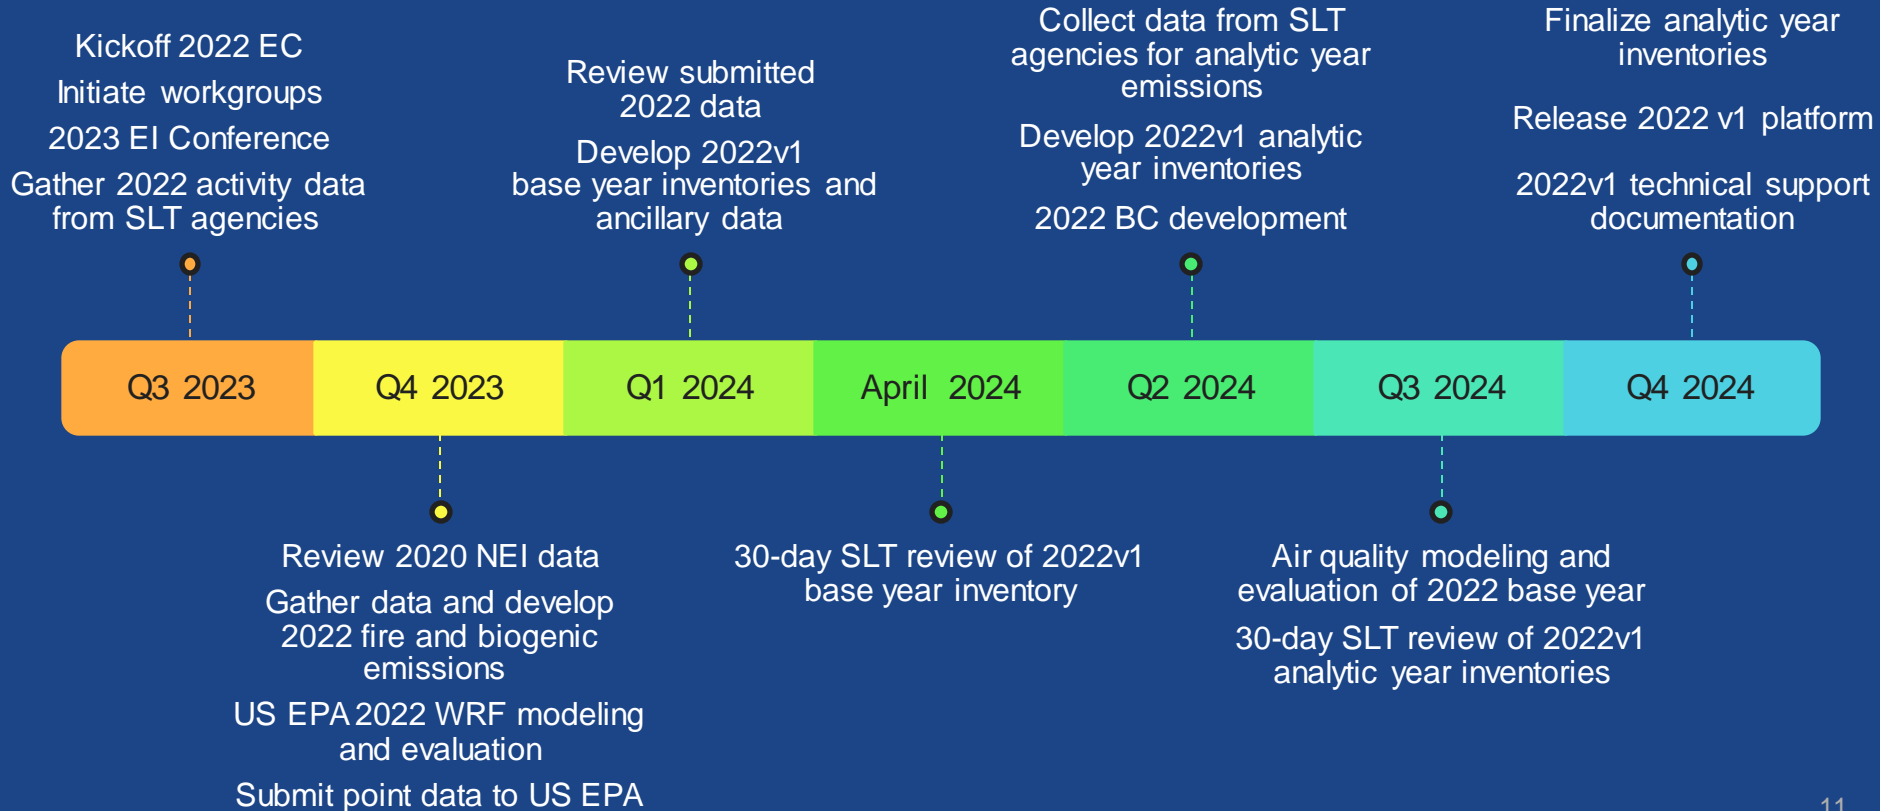 Kickoff 2022 EC
Initiate workgroups
2023 EI Conference
Gather 2022 activity data
from SLT agencies
Review submitted
2022 data
Develop 2022v1
base year inventories and
ancillary data
Collect data from SLT
agencies for analytic year
emissions
Develop 2022v1 analytic
year inventories
2022 BC development
Finalize analytic year
inventories
Release 2022 v1 platform
2022v1 technical support
documentation
Q3 2023
Q4 2023
Q1 2024
April 2024
Q2 2024
Q3 2024
Q4 2024
Review 2020 NEI data
Gather data and develop
2022 fire and biogenic
emissions
US EPA 2022 WRF modeling
and evaluation
Submit point data to US EPA
30-day SLT review of 2022v1
base year inventory
Air quality modeling and
evaluation of 2022 base year
30-day SLT review of 2022v1
analytic year inventories
11